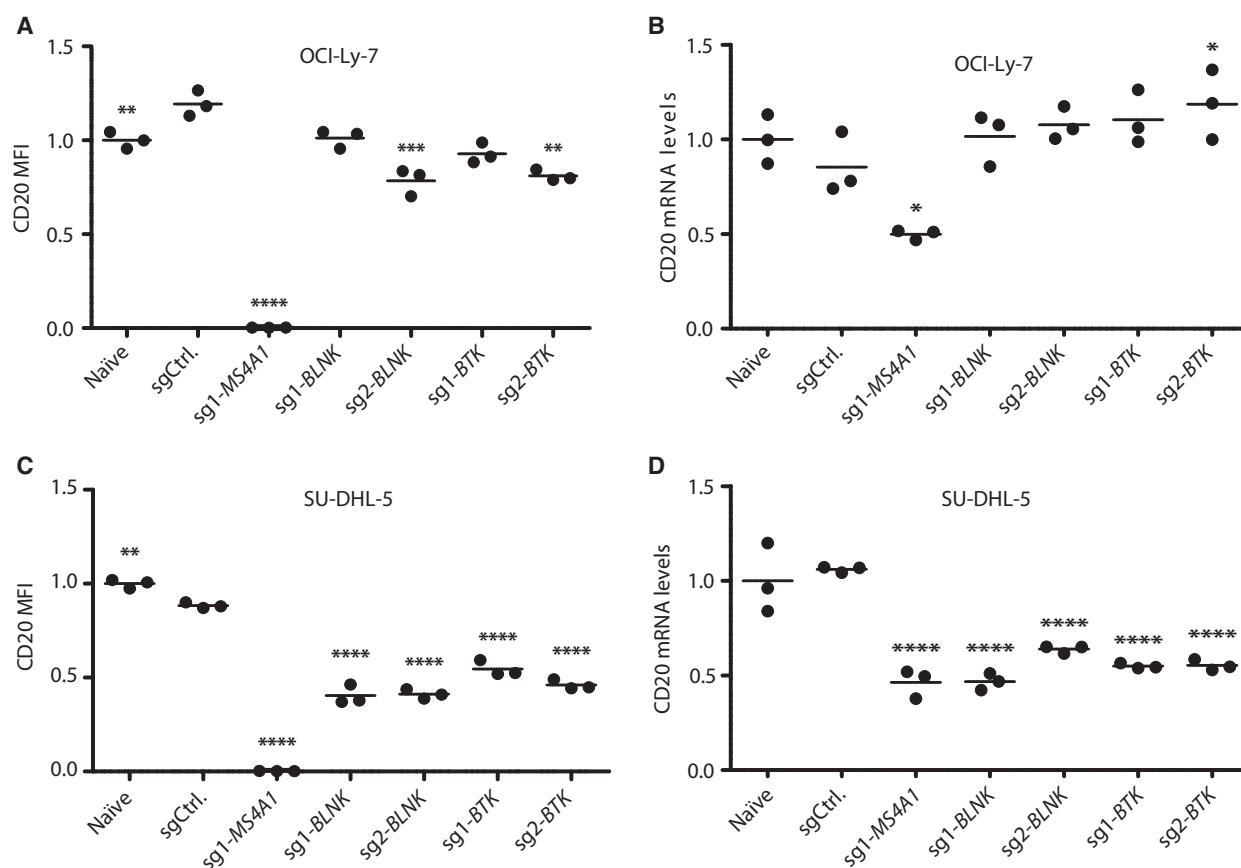 A
OCI-Ly-7
CD20 MFI
1.5
1.0
0.5
0.0
**
****
***
**
Naïve
sgCtrl.
sg1-MS4A1
sg1-BLNK
sg2-BLNK
sg1-BTK
sg2-BTK
B
OCI-Ly-7
CD20 mRNA levels
1.5
1.0
0.5
0.0
*
*
Naïve
sgCtrl.
sg1-MS4A1
sg1-BLNK
sg2-BLNK
sg1-BTK
sg2-BTK
C
SU-DHL-5
CD20 MFI
1.5
1.0
0.5
0.0
**
****
****
****
****
****
Naïve
sgCtrl.
sg1-MS4A1
sg1-BLNK
sg2-BLNK
sg1-BTK
sg2-BTK
D
SU-DHL-5
CD20 mRNA levels
1.5
1.0
0.5
0.0
****
****
****
****
****
Naïve
sgCtrl.
sg1-MS4A1
sg1-BLNK
sg2-BLNK
sg1-BTK
sg2-BTK